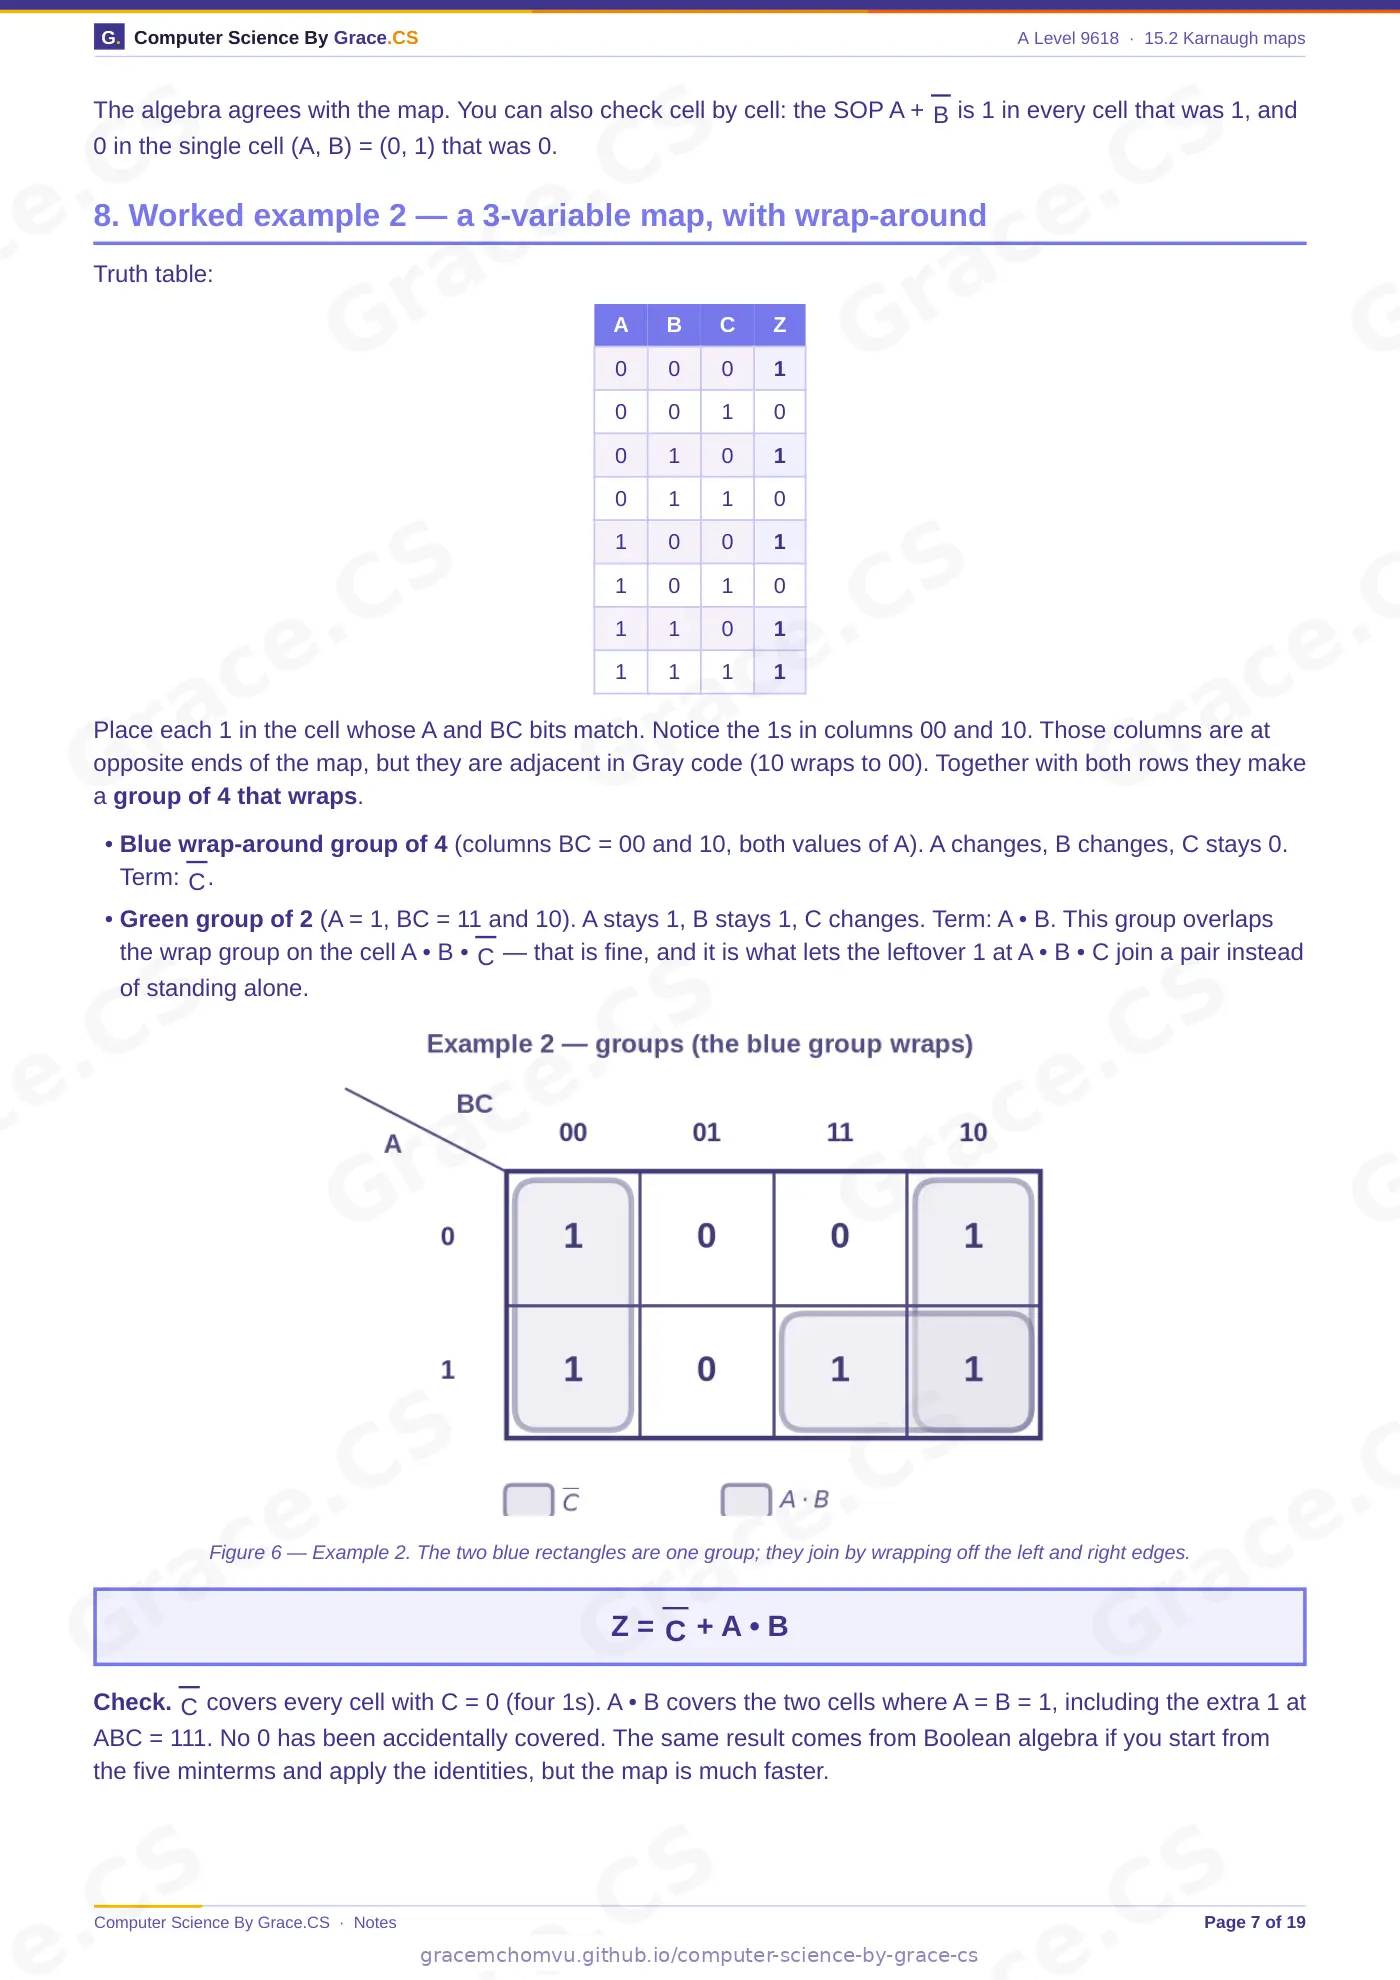 G. Computer Science By Grace.CS
A Level 9618 · 15.2 Karnaugh maps
The algebra agrees with the map. You can also check cell by cell: the SOP A + B̅ is 1 in every cell that was 1, and
0 in the single cell (A, B) = (0, 1) that was 0.
8. Worked example 2 — a 3-variable map, with wrap-around
Truth table:
A B C Z
0 0 0 1
0 0 1 0
0 1 0 1
0 1 1 0
1 0 0 1
1 0 1 0
1 1 0 1
1 1 1 1
Place each 1 in the cell whose A and BC bits match. Notice the 1s in columns 00 and 10. Those columns are at
opposite ends of the map, but they are adjacent in Gray code (10 wraps to 00). Together with both rows they make
a group of 4 that wraps.
• Blue wrap-around group of 4 (columns BC = 00 and 10, both values of A). A changes, B changes, C stays 0.
Term: C̅.
• Green group of 2 (A = 1, BC = 11 and 10). A stays 1, B stays 1, C changes. Term: A • B. This group overlaps
the wrap group on the cell A • B • C̅ — that is fine, and it is what lets the leftover 1 at A • B • C join a pair instead
of standing alone.
Example 2 — groups (the blue group wraps)
BC
A
00 01 11 10
0 1 0 0 1
1 1 0 1 1
C̅ A · B
Figure 6 — Example 2. The two blue rectangles are one group; they join by wrapping off the left and right edges.
Z = C̅ + A • B
Check. C̅ covers every cell with C = 0 (four 1s). A • B covers the two cells where A = B = 1, including the extra 1 at
ABC = 111. No 0 has been accidentally covered. The same result comes from Boolean algebra if you start from
the five minterms and apply the identities, but the map is much faster.
Computer Science By Grace.CS · Notes
Page 7 of 19
gracemchomvu.github.io/computer-science-by-grace-cs